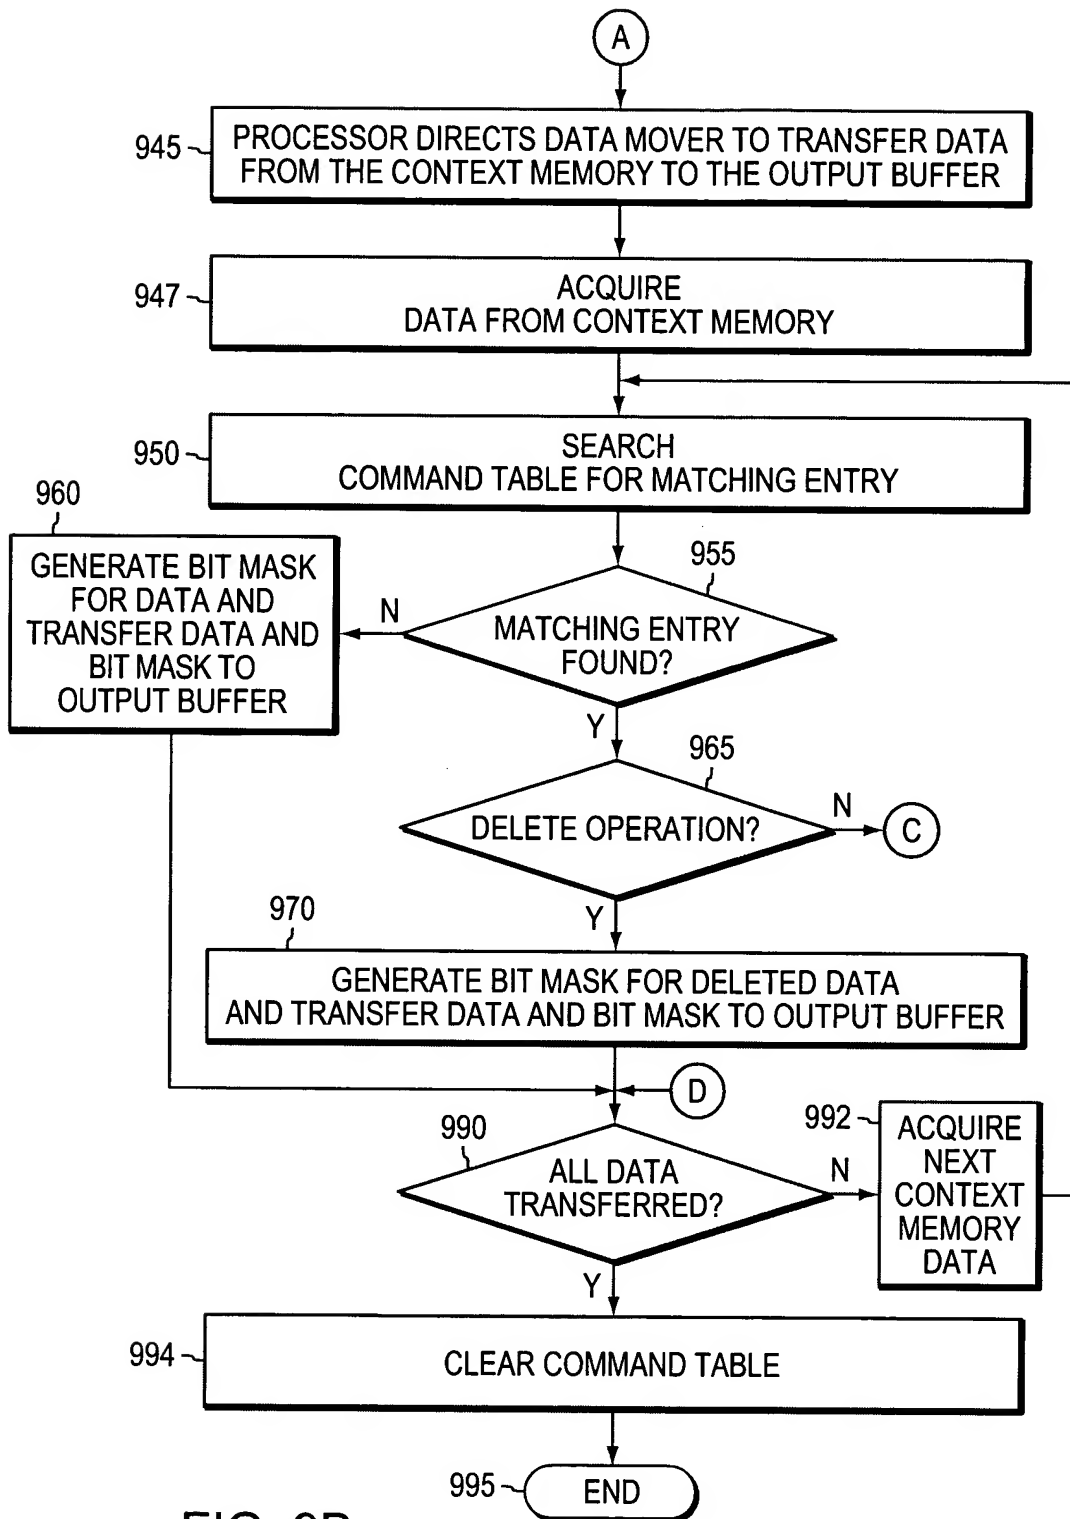 A
945
PROCESSOR DIRECTS DATA MOVER TO TRANSFER DATA
FROM THE CONTEXT MEMORY TO THE OUTPUT BUFFER
947
ACQUIRE
DATA FROM CONTEXT MEMORY
950
SEARCH
COMMAND TABLE FOR MATCHING ENTRY
960
GENERATE BIT MASK
FOR DATA AND
TRANSFER DATA AND
BIT MASK TO
OUTPUT BUFFER
N
955
MATCHING ENTRY
FOUND?
Y
965
DELETE OPERATION?
N
C
Y
970
GENERATE BIT MASK FOR DELETED DATA
AND TRANSFER DATA AND BIT MASK TO OUTPUT BUFFER
D
990
ALL DATA
TRANSFERRED?
N
992
ACQUIRE
NEXT
CONTEXT
MEMORY
DATA
Y
994
CLEAR COMMAND TABLE
995
END